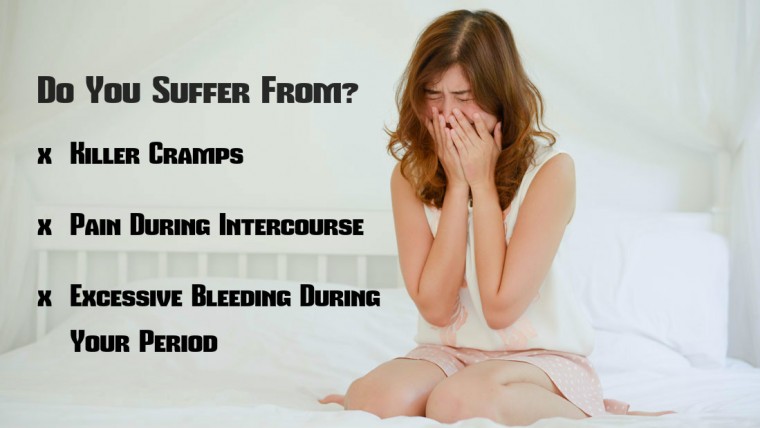 Do You Suffer From?
x Killer Cramps
x Pain During Intercourse
x Excessive Bleeding During
Your Period